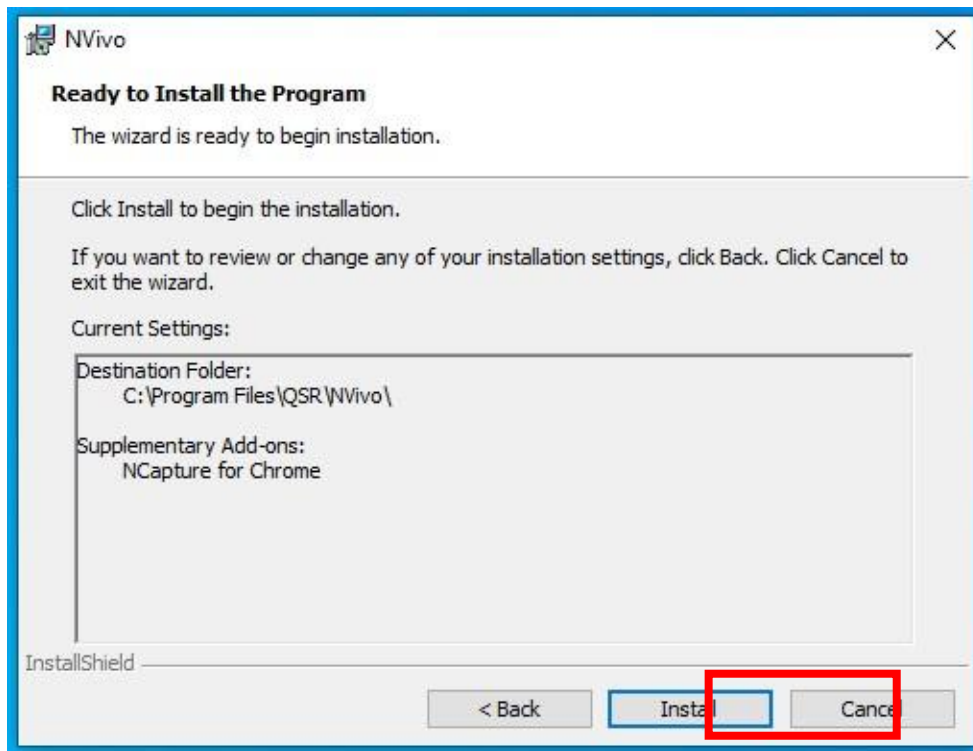 NVivo
Ready to Install the Program
The wizard is ready to begin installation.
Click Install to begin the installation.
If you want to review or change any of your installation settings, click Back. Click Cancel to
exit the wizard.
Current Settings:
Destination Folder:
C:\Program Files\QSR\NVivo\
Supplementary Add-ons:
NCapture for Chrome
InstallShield
< Back
Install
Cancel